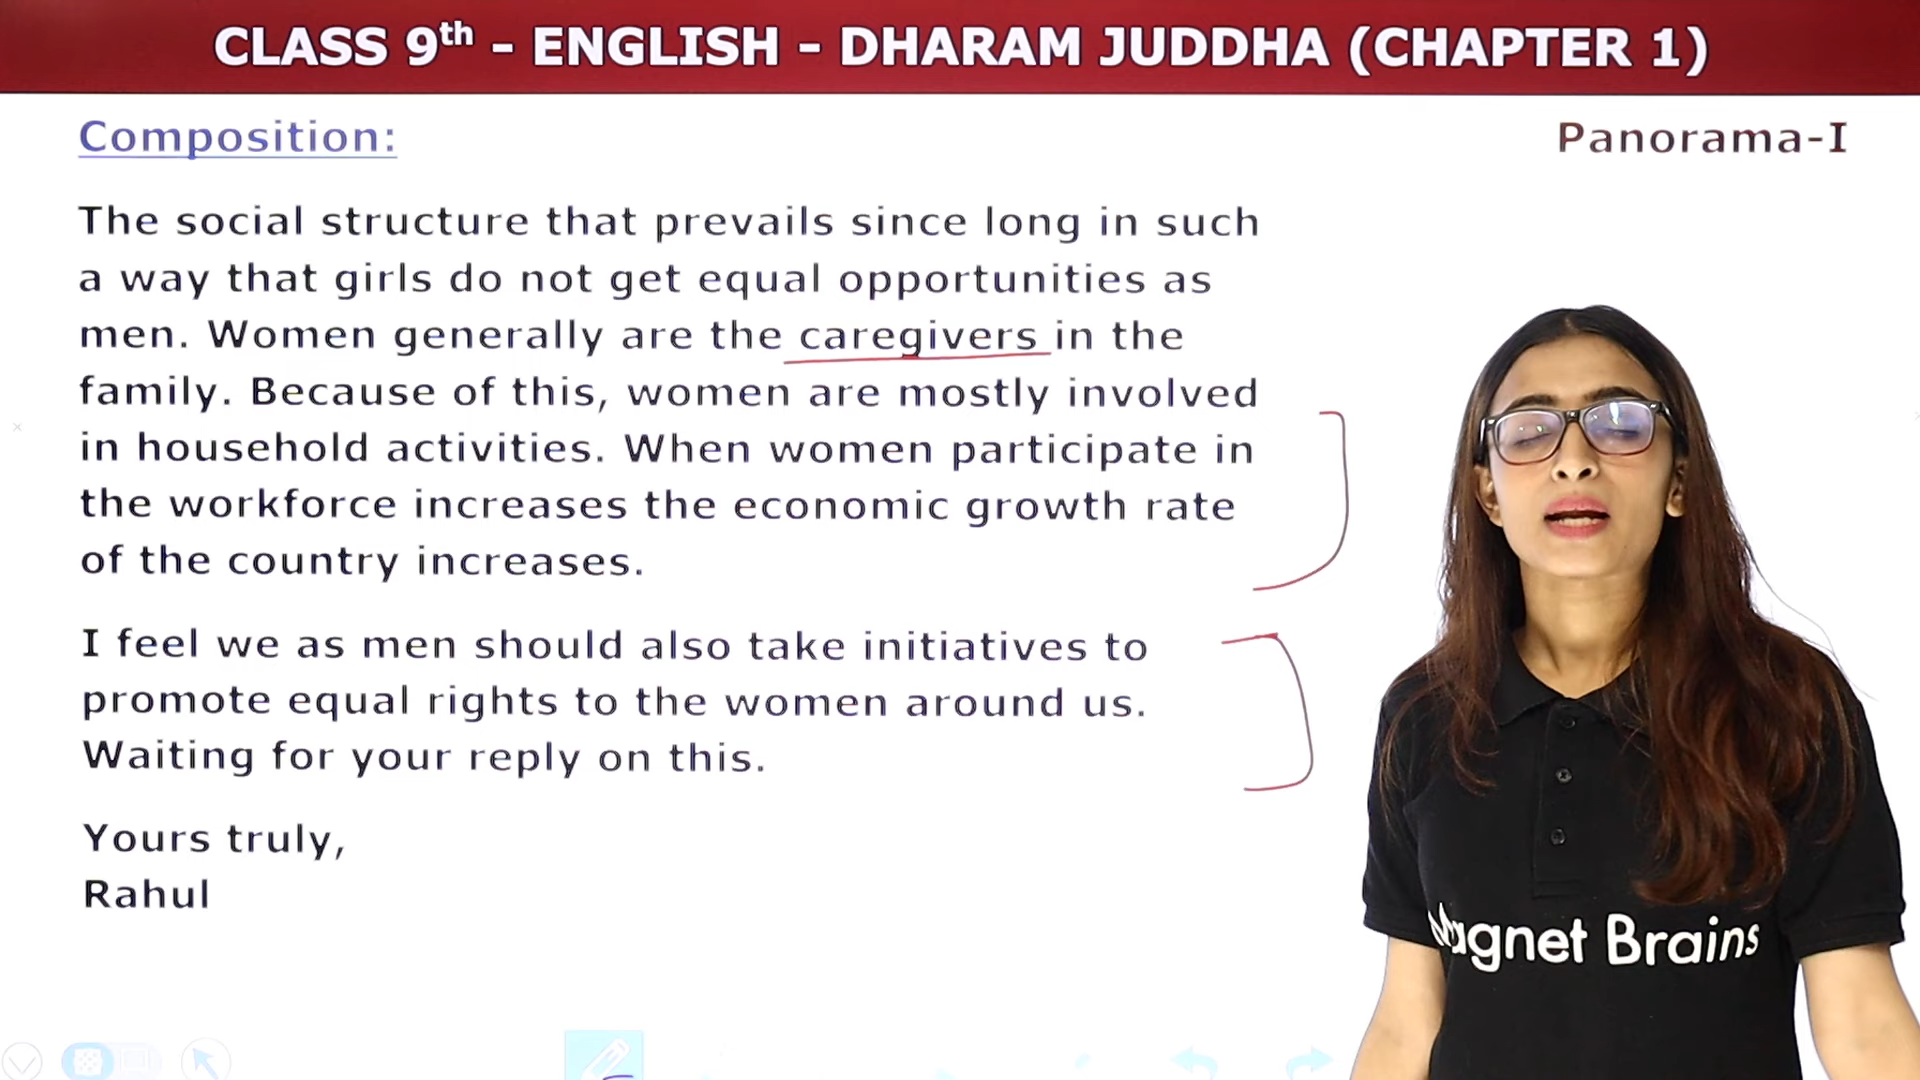 CLASS 9th - ENGLISH - DHARAM JUDDHA (CHAPTER 1)
Composition:
Panorama-I
The social structure that prevails since long in such
a way that girls do not get equal opportunities as
men. Women generally are the caregivers in the
family. Because of this, women are mostly involved
in household activities. When women participate in
the workforce increases the economic growth rate
of the country increases.
I feel we as men should also take initiatives to
promote equal rights to the women around us.
Waiting for your reply on this.
Yours truly,
Rahul
Magnet Brains